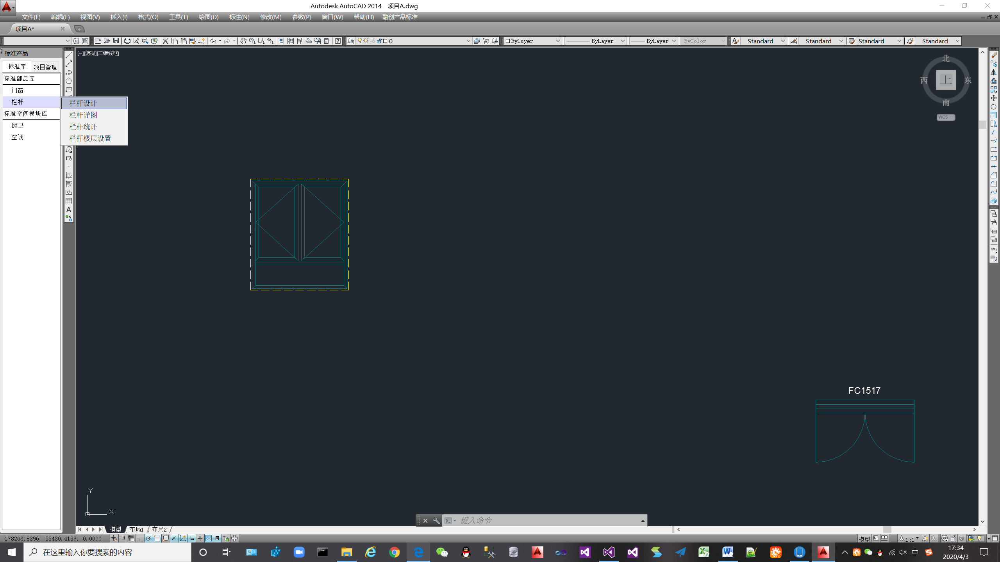 Autodesk AutoCAD 2014    项目A.dwg
文件(F) 编辑(E) 视图(V) 插入(I) 格式(O) 工具(T) 绘图(D) 标注(N) 修改(M) 参数(P) 窗口(W) 帮助(H) 融创产品标准
项目A*
0 ByLayer ByLayer ByLayer ByColor Standard Standard Standard Standard
标准产品
[−][俯视][二维线框]
标准库 项目管理
标准部品库
门窗
栏杆
标准空间模块库
厨卫
空调
栏杆设计
栏杆详图
栏杆统计
栏杆楼层设置
A
北
西 上 东
南
WCS
ABC
FC1517
Y
X
键入命令
模型 布局1 布局2
178266.8396, 53430.4139, 0.0000
模型 1:1
在这里输入你要搜索的内容
中
17:34
2020/4/3